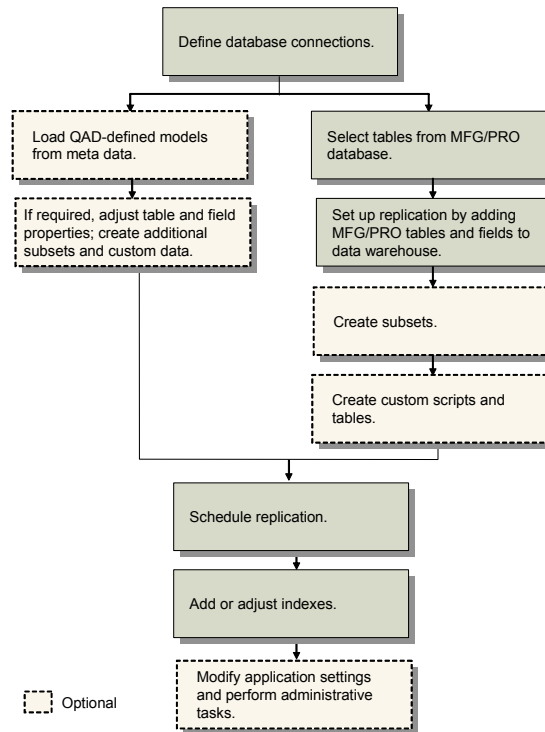 Define database connections.
Load QAD-defined models
from meta data.
Select tables from MFG/PRO
database.
If required, adjust table and field
properties; create additional
subsets and custom data.
Set up replication by adding
MFG/PRO tables and fields to
data warehouse.
Create subsets.
Create custom scripts and
tables.
Schedule replication.
Add or adjust indexes.
Modify application settings
and perform administrative
tasks.
Optional